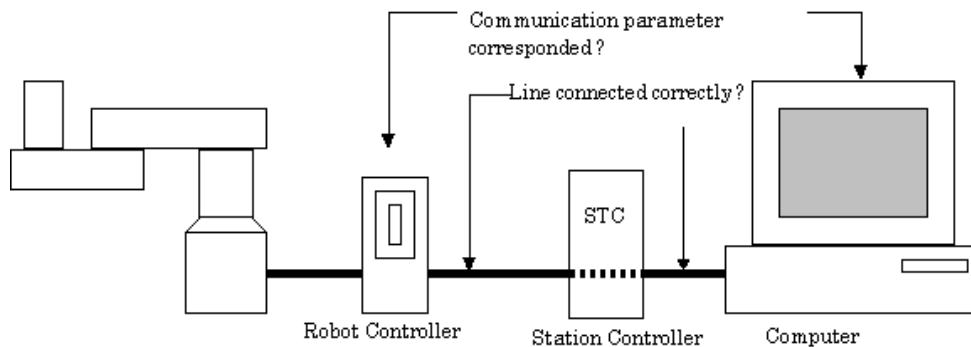 Communication parameter
corresponded?
Line connected correctly?
STC
Robot Controller
Station Controller
Computer